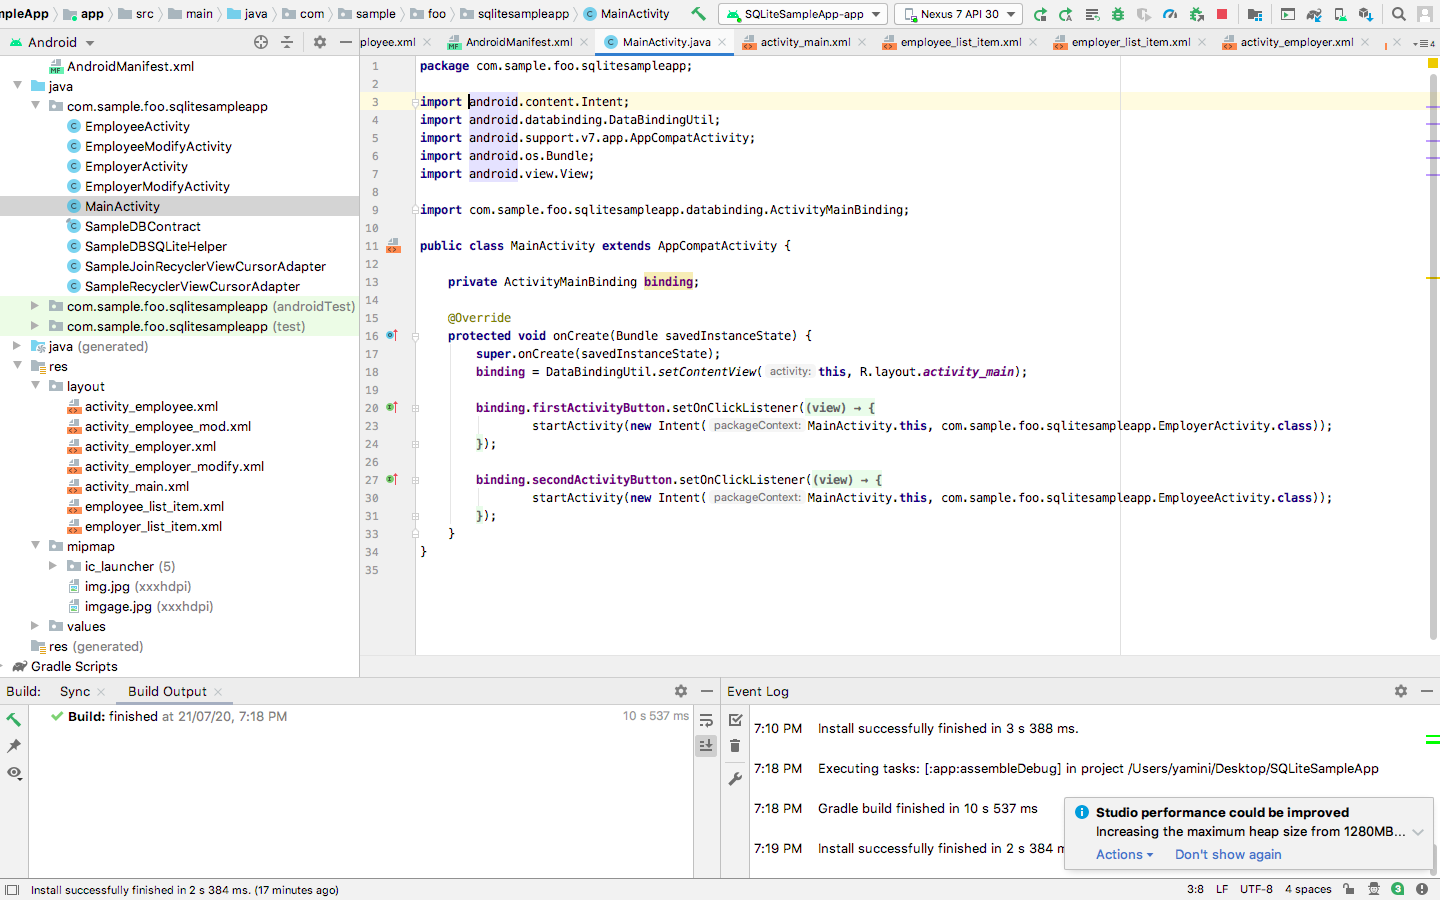 mpleApp app src main java com sample foo sqlitesampleapp MainActivity SQLiteSampleApp-app Nexus 7 API 30
Android
ployee.xml AndroidManifest.xml MainActivity.java activity_main.xml employee_list_item.xml employer_list_item.xml activity_employer.xml 4
AndroidManifest.xml
java
com.sample.foo.sqlitesampleapp
EmployeeActivity
EmployeeModifyActivity
EmployerActivity
EmployerModifyActivity
MainActivity
SampleDBContract
SampleDBSQLiteHelper
SampleJoinRecyclerViewCursorAdapter
SampleRecyclerViewCursorAdapter
com.sample.foo.sqlitesampleapp (androidTest)
com.sample.foo.sqlitesampleapp (test)
java (generated)
res
layout
activity_employee.xml
activity_employee_mod.xml
activity_employer.xml
activity_employer_modify.xml
activity_main.xml
employee_list_item.xml
employer_list_item.xml
mipmap
ic_launcher (5)
img.jpg (xxxhdpi)
imgage.jpg (xxxhdpi)
values
res (generated)
Gradle Scripts
1 package com.sample.foo.sqlitesampleapp;
2
3 import android.content.Intent;
4 import android.databinding.DataBindingUtil;
5 import android.support.v7.app.AppCompatActivity;
6 import android.os.Bundle;
7 import android.view.View;
8
9 import com.sample.foo.sqlitesampleapp.databinding.ActivityMainBinding;
10
11 public class MainActivity extends AppCompatActivity {
12
13 private ActivityMainBinding binding;
14
15 @Override
16 protected void onCreate(Bundle savedInstanceState) {
17 super.onCreate(savedInstanceState);
18 binding = DataBindingUtil.setContentView( activity: this, R.layout.activity_main);
19
20 binding.firstActivityButton.setOnClickListener((view) → {
23 startActivity(new Intent( packageContext: MainActivity.this, com.sample.foo.sqlitesampleapp.EmployerActivity.class));
24 });
26
27 binding.secondActivityButton.setOnClickListener((view) → {
30 startActivity(new Intent( packageContext: MainActivity.this, com.sample.foo.sqlitesampleapp.EmployeeActivity.class));
31 });
33 }
34 }
35
Build: Sync Build Output
Build: finished at 21/07/20, 7:18 PM 10 s 537 ms
Event Log
7:10 PM Install successfully finished in 3 s 388 ms.
7:18 PM Executing tasks: [:app:assembleDebug] in project /Users/yamini/Desktop/SQLiteSampleApp
7:18 PM Gradle build finished in 10 s 537 ms
7:19 PM Install successfully finished in 2 s 384 m
Studio performance could be improved
Increasing the maximum heap size from 1280MB...
Actions Don't show again
Install successfully finished in 2 s 384 ms. (17 minutes ago) 3:8 LF UTF-8 4 spaces 3